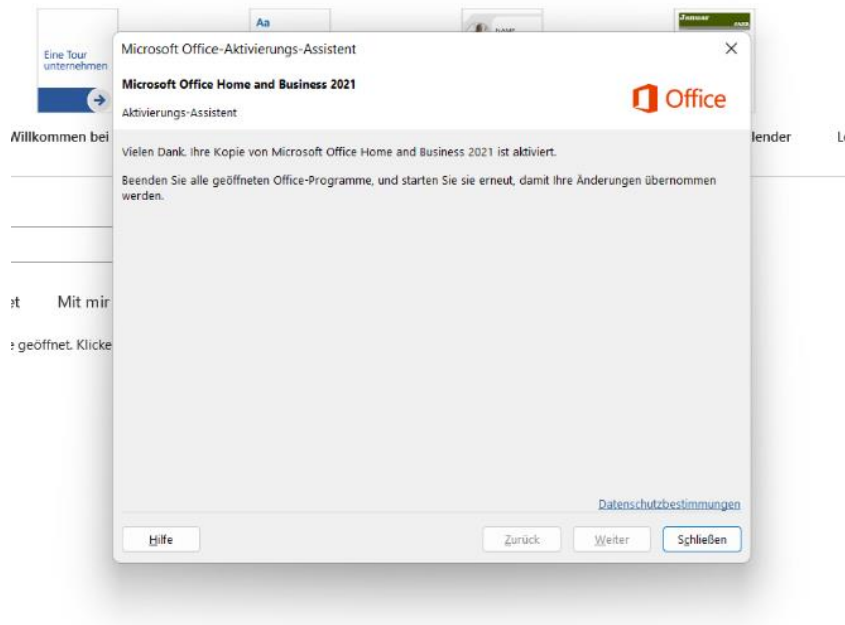 Aa
Januar
Eine Tour
unternehmen
NAME
Microsoft Office-Aktivierungs-Assistent
Microsoft Office Home and Business 2021
Aktivierungs-Assistent
Office
Willkommen bei
lender
Vielen Dank. Ihre Kopie von Microsoft Office Home and Business 2021 ist aktiviert.
Beenden Sie alle geöffneten Office-Programme, und starten Sie sie erneut, damit Ihre Änderungen übernommen
werden.
et Mit mir
e geöffnet. Klicke
Datenschutzbestimmungen
Hilfe
Zurück
Weiter
Schließen